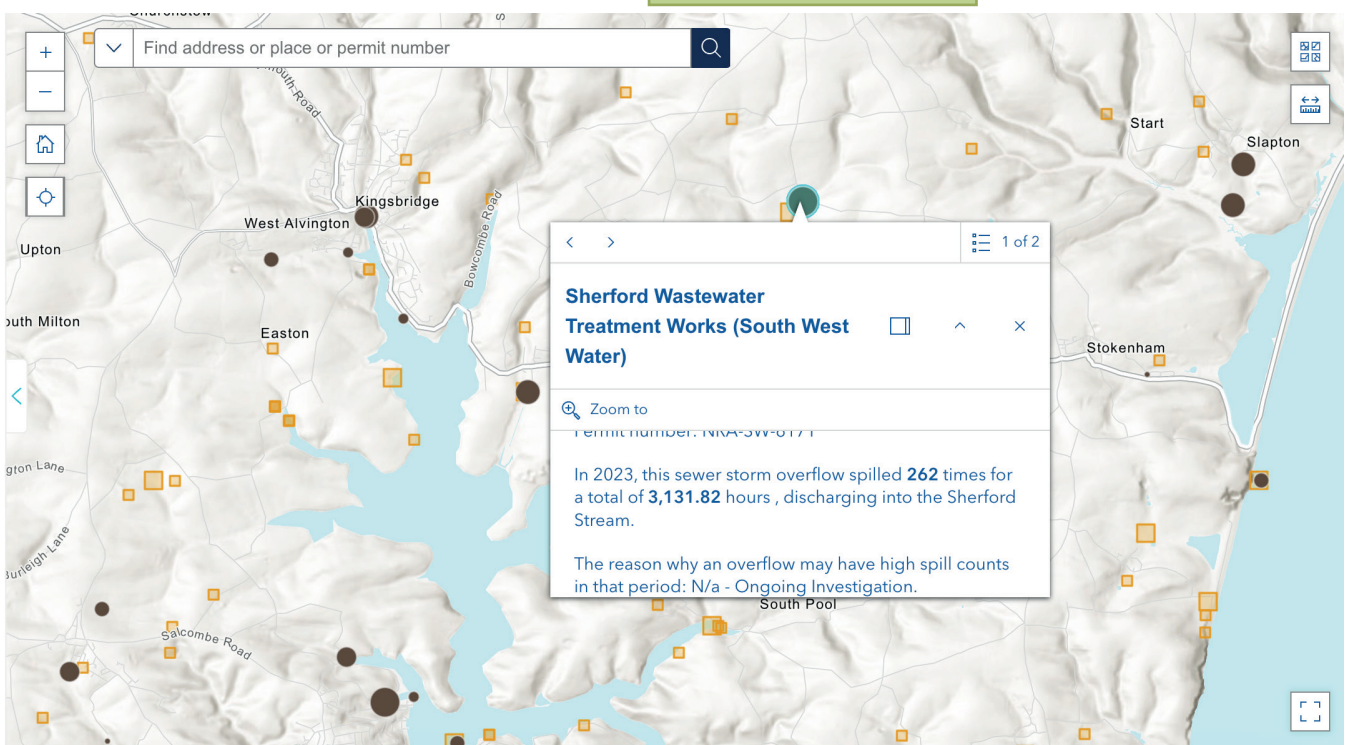 Find address or place or permit number
Start
Slapton
Kingsbridge
West Alvington
Bowcombe Road
Upton
1 of 2
Sherford Wastewater
Treatment Works (South West
Water)
Easton
Stokenham
Zoom to
In 2023, this sewer storm overflow spilled 262 times for
a total of 3,131.82 hours , discharging into the Sherford
Stream.
The reason why an overflow may have high spill counts
in that period: N/a - Ongoing Investigation.
South Pool
Salcombe Road
Road
Milton
Lane
Lane